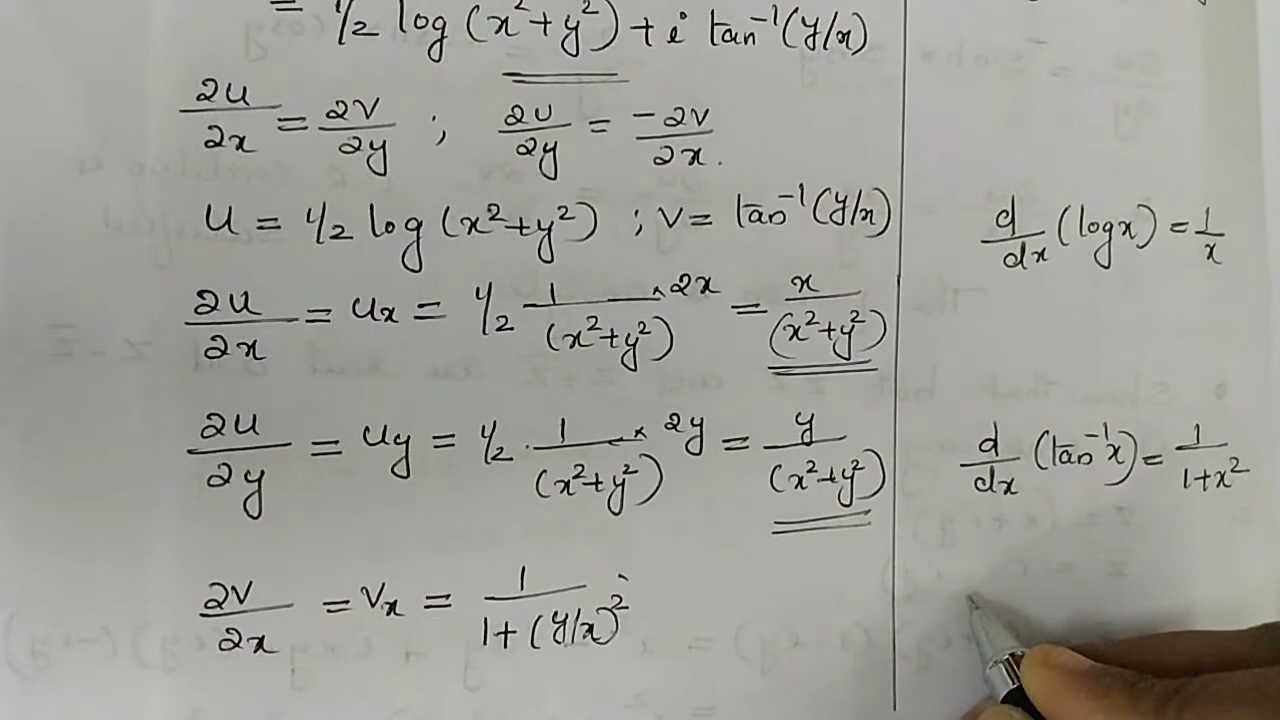 = 1/2 log (x²+y²) + i tan⁻¹(y/x)
∂u/∂x = ∂v/∂y ; ∂u/∂y = -∂v/∂x.
u = 1/2 log (x²+y²) ; v = tan⁻¹(y/x)
∂u/∂x = ux = 1/2 1/(x²+y²) × 2x = x/(x²+y²)
∂u/∂y = uy = 1/2 · 1/(x²+y²) × 2y = y/(x²+y²)
∂v/∂x = vx = 1/(1+(y/x)²)
d/dx (log x) = 1/x
d/dx (tan⁻¹x) = 1/(1+x²)